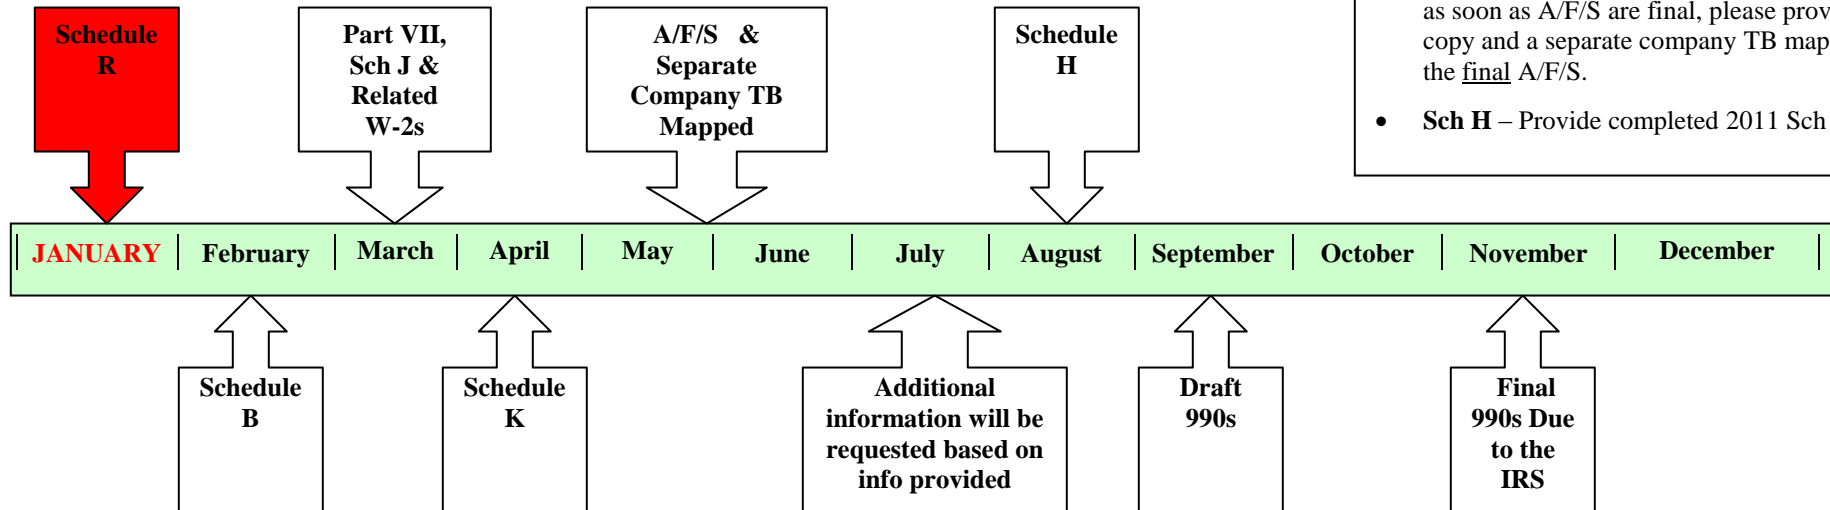 Schedule
R
Part VII,
Sch J &
Related
W-2s
A/F/S &
Separate
Company TB
Mapped
Schedule
H
as soon as A/F/S are final, please prov
copy and a separate company TB map
the final A/F/S.
• Sch H – Provide completed 2011 Sch
JANUARY February March April May June July August September October November December
Schedule
B
Schedule
K
Additional
information will be
requested based on
info provided
Draft
990s
Final
990s Due
to the
IRS